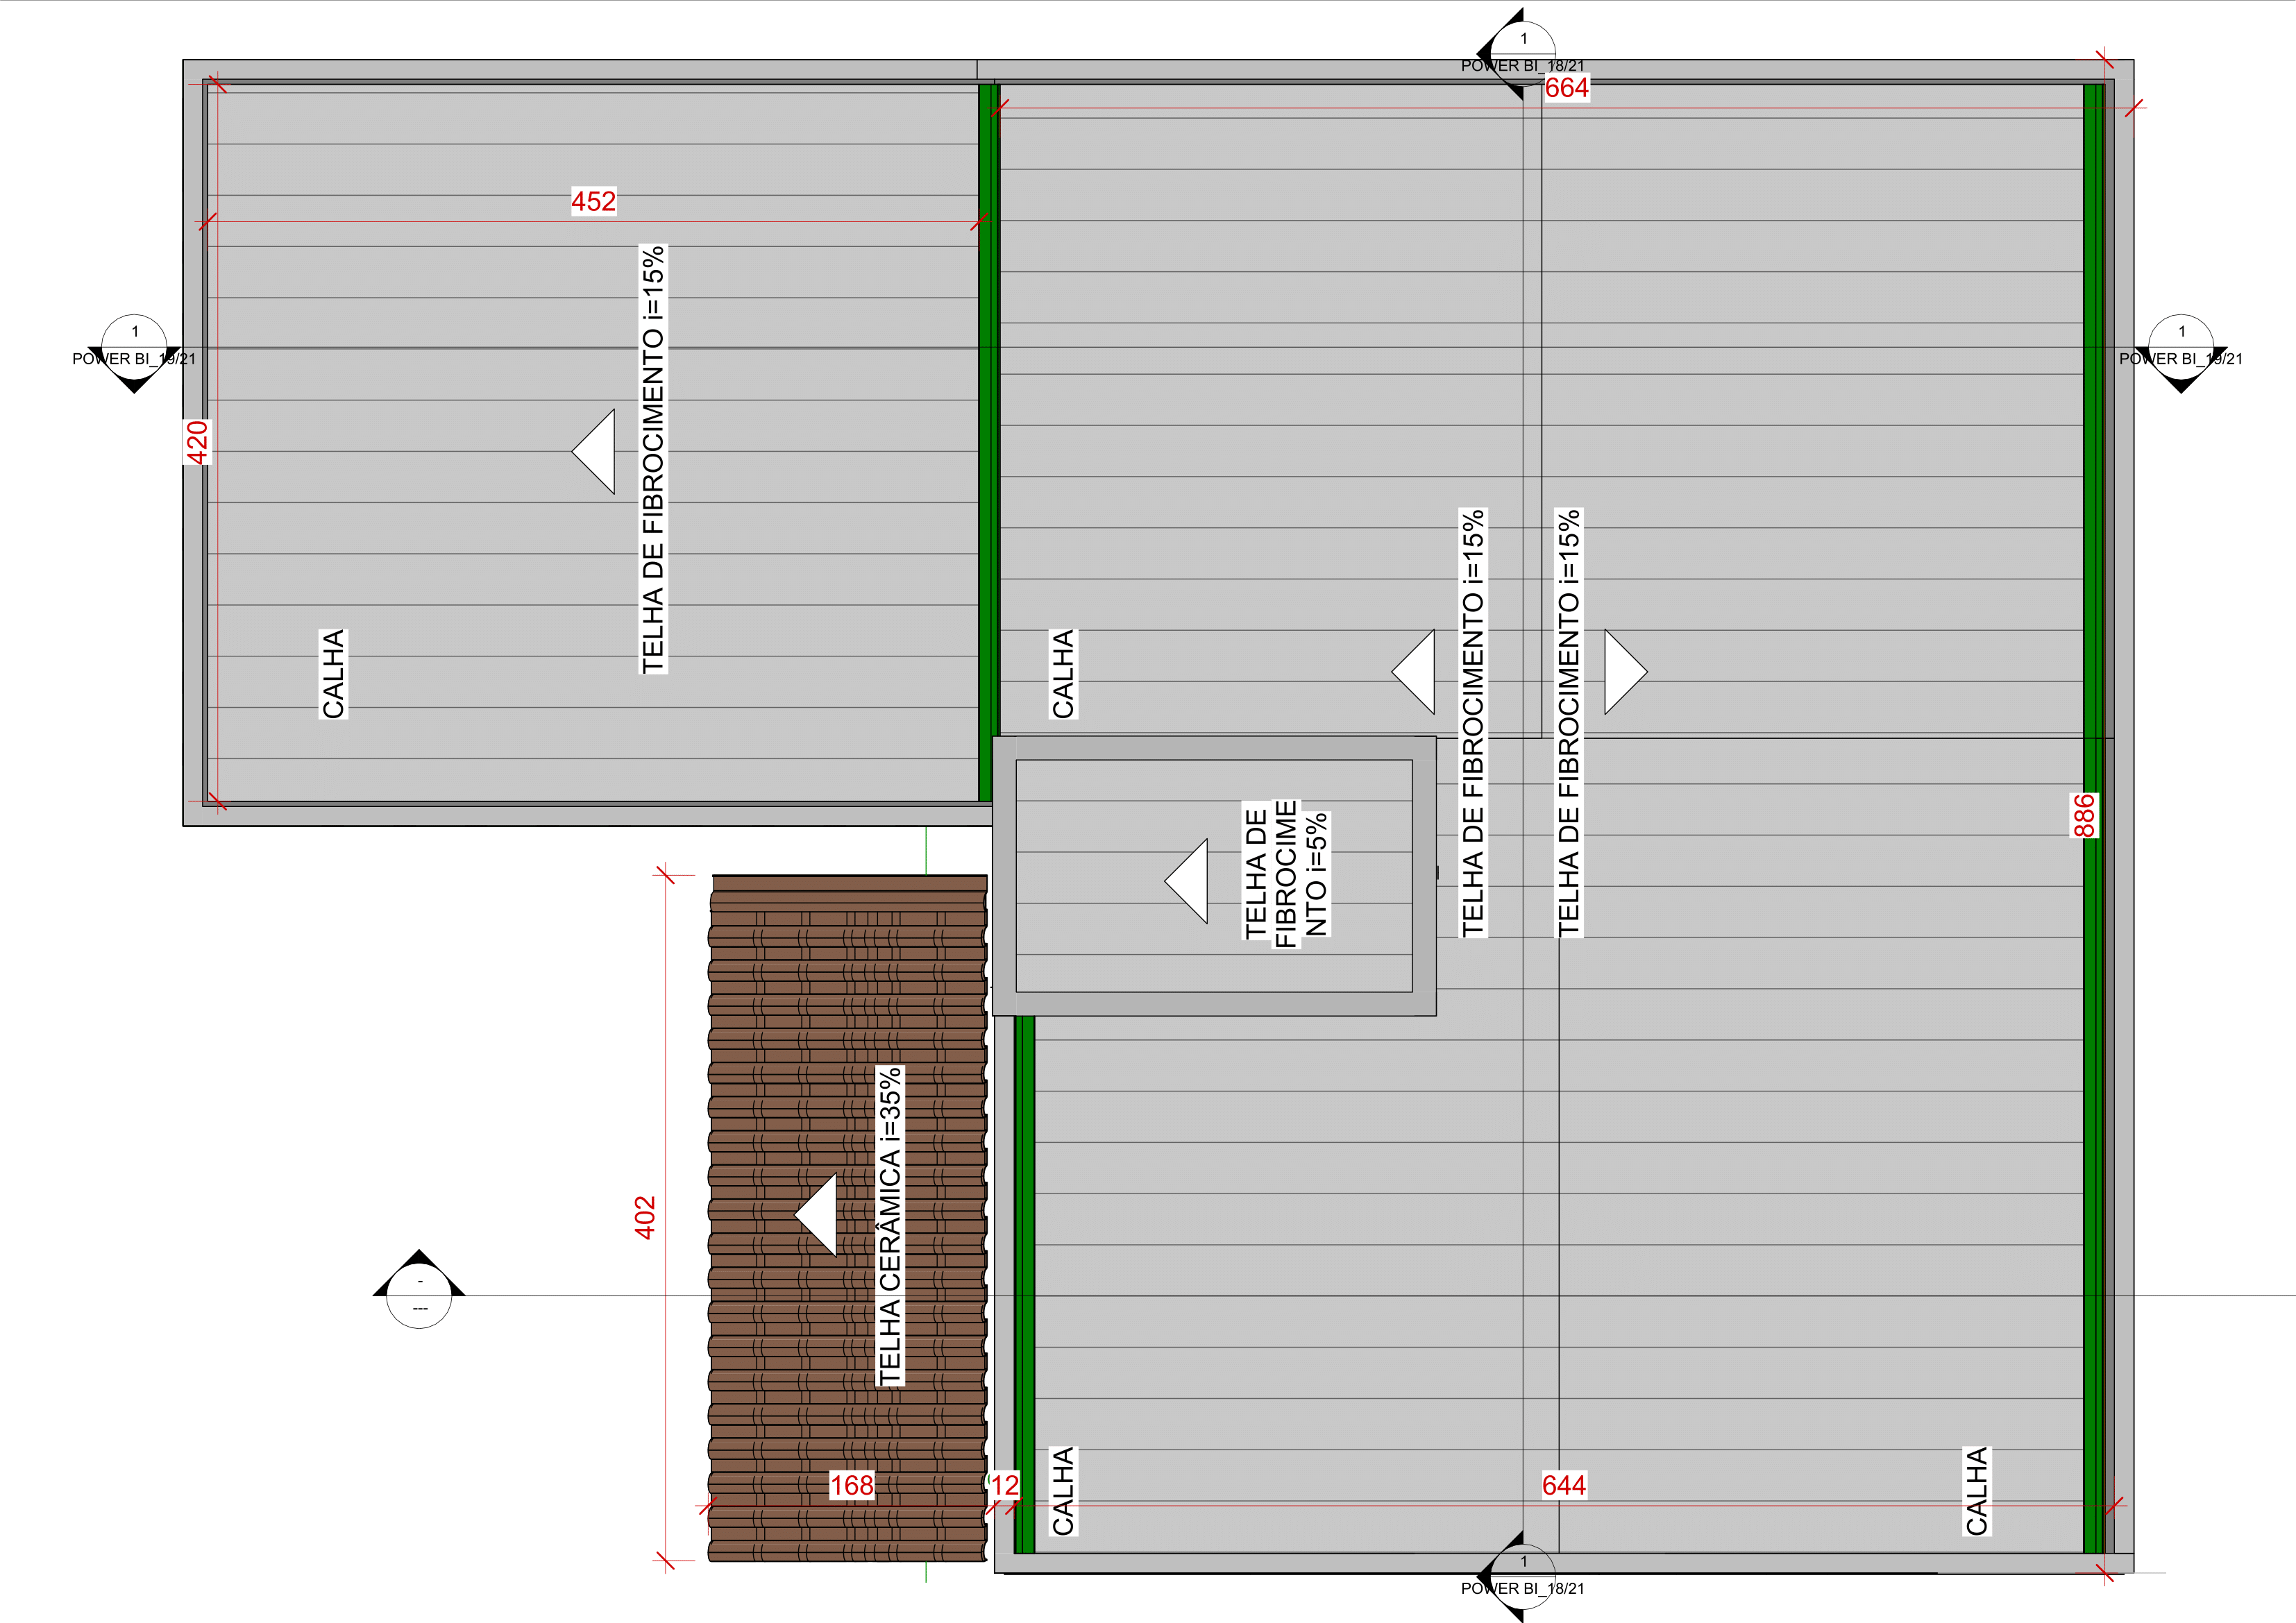 1
POWER BI_18/21
664
452
TELHA DE FIBROCIMENTO i=15%
1
POWER BI_19/21
1
POWER BI_19/21
420
CALHA
CALHA
TELHA DE FIBROCIMENTO i=15%
TELHA DE FIBROCIMENTO i=15%
886
TELHA DE
FIBROCIME
NTO i=5%
402
TELHA CERÂMICA i=35%
-
---
168
12
CALHA
644
CALHA
1
POWER BI_18/21